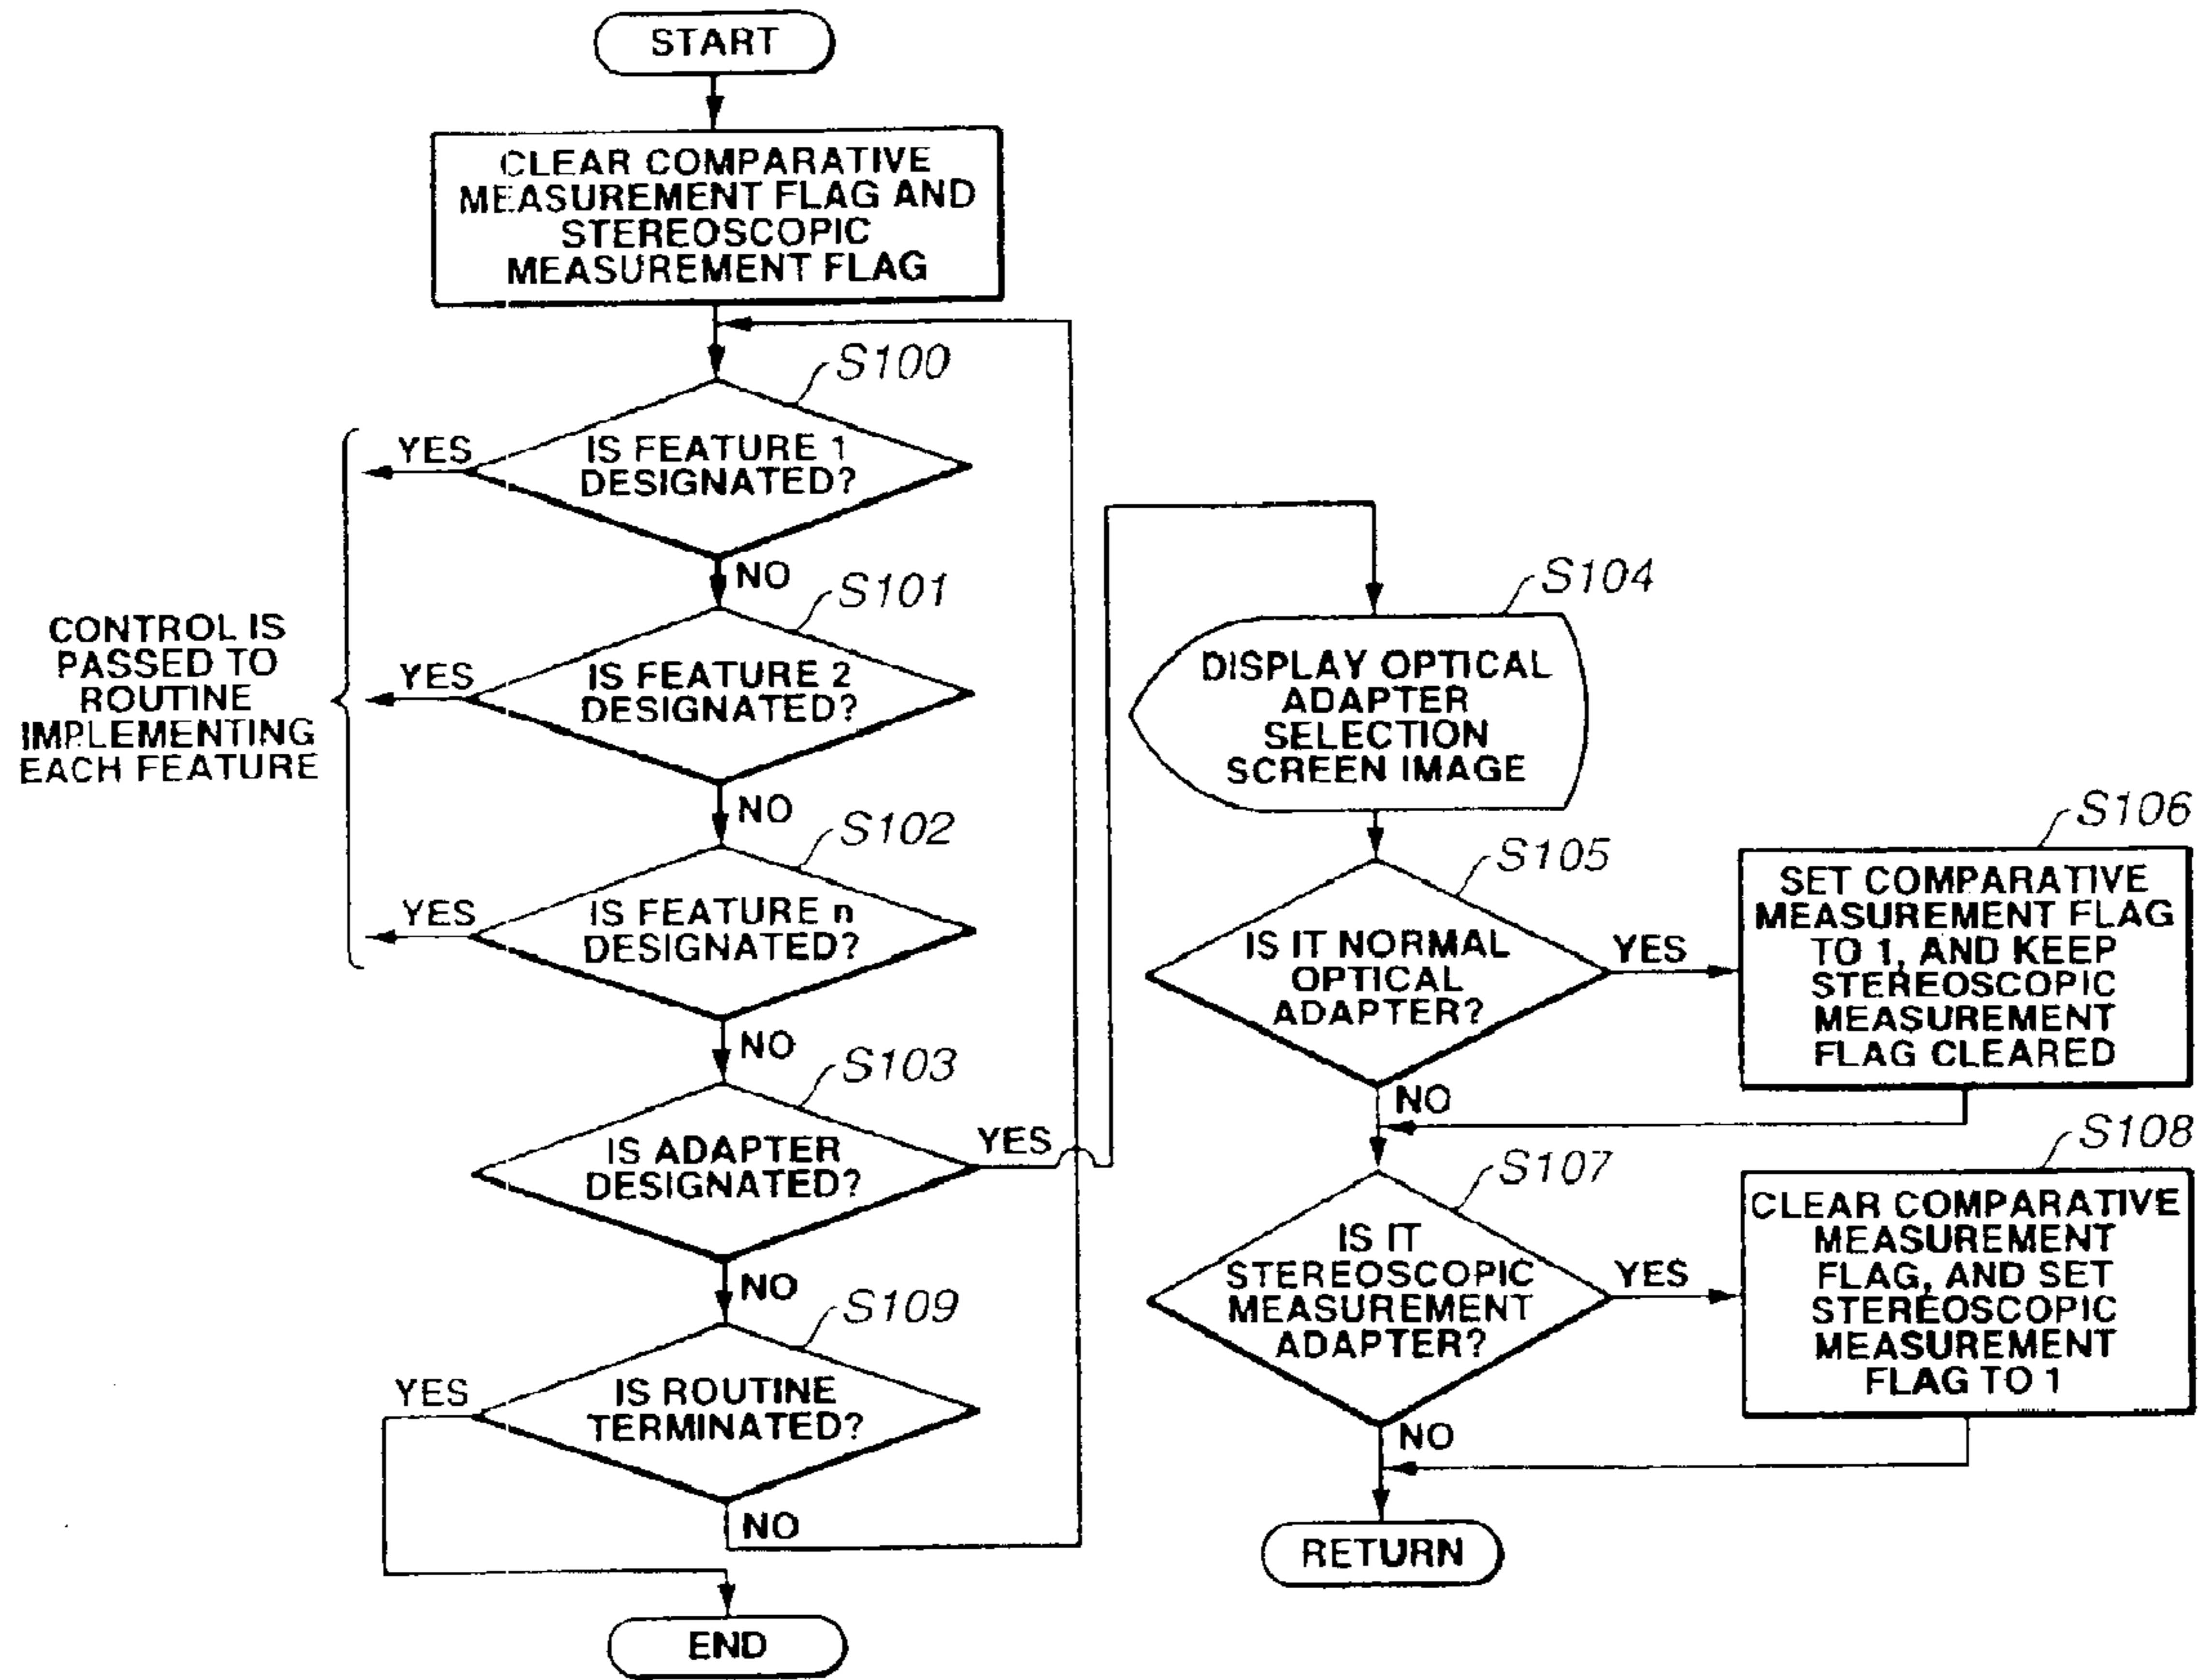 START
CLEAR COMPARATIVE
MEASUREMENT FLAG AND
STEREOSCOPIC
MEASUREMENT FLAG
S100
IS FEATURE 1
DESIGNATED?
YES
NO
S101
IS FEATURE 2
DESIGNATED?
YES
NO
CONTROL IS
PASSED TO
ROUTINE
IMPLEMENTING
EACH FEATURE
S102
IS FEATURE n
DESIGNATED?
YES
NO
S103
IS ADAPTER
DESIGNATED?
YES
NO
S109
IS ROUTINE
TERMINATED?
YES
NO
END
S104
DISPLAY OPTICAL
ADAPTER
SELECTION
SCREEN IMAGE
S105
IS IT NORMAL
OPTICAL
ADAPTER?
YES
NO
S106
SET COMPARATIVE
MEASUREMENT FLAG
TO 1, AND KEEP
STEREOSCOPIC
MEASUREMENT
FLAG CLEARED
S107
IS IT
STEREOSCOPIC
MEASUREMENT
ADAPTER?
YES
NO
S108
CLEAR COMPARATIVE
MEASUREMENT
FLAG, AND SET
STEREOSCOPIC
MEASUREMENT
FLAG TO 1
RETURN